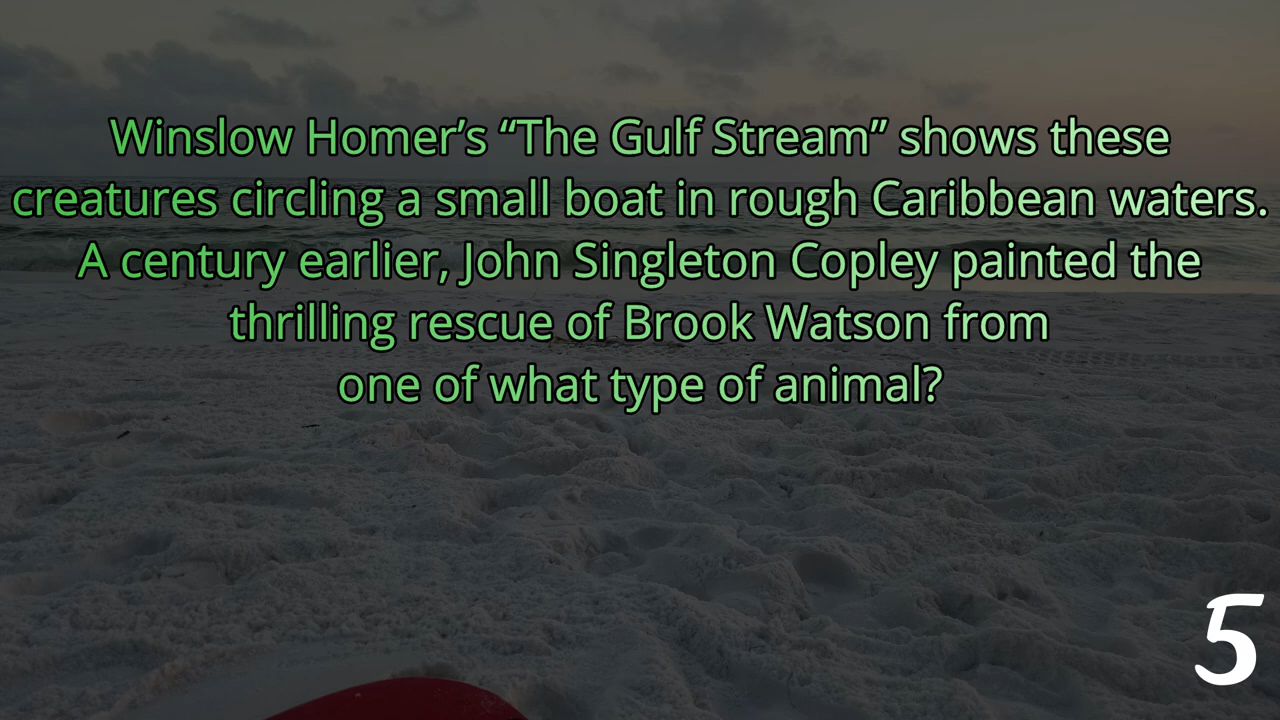 Winslow Homer’s “The Gulf Stream” shows these
creatures circling a small boat in rough Caribbean waters.
A century earlier, John Singleton Copley painted the
thrilling rescue of Brook Watson from
one of what type of animal?
5